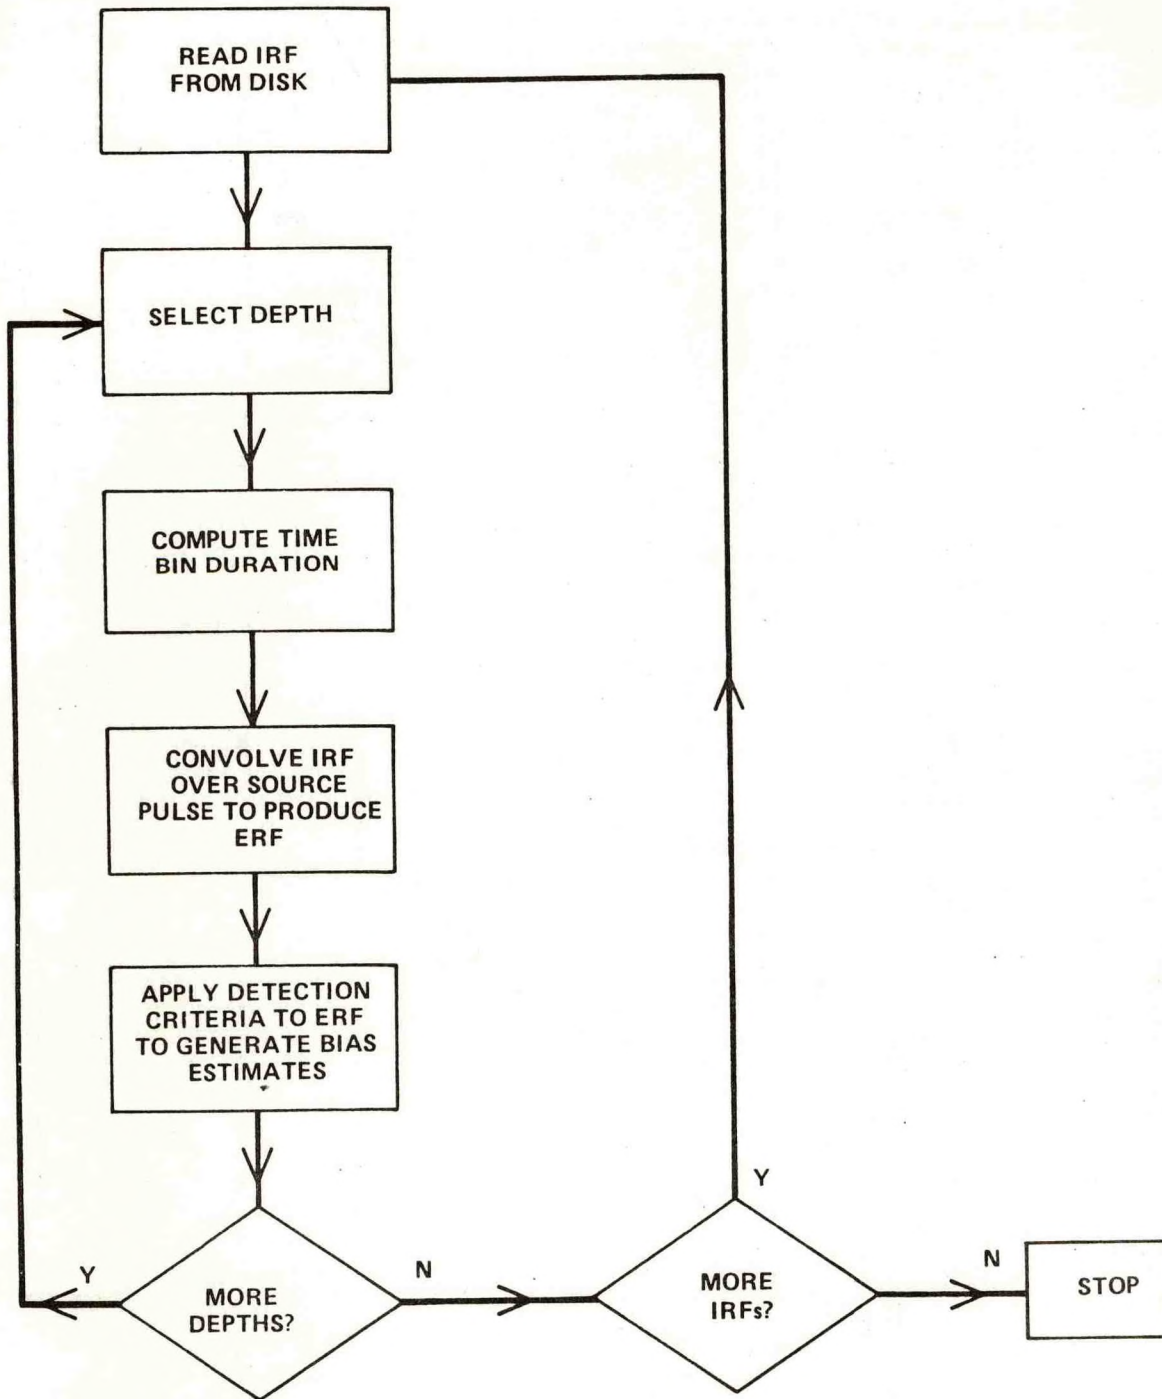 READ IRF
FROM DISK
SELECT DEPTH
COMPUTE TIME
BIN DURATION
CONVOLVE IRF
OVER SOURCE
PULSE TO PRODUCE
ERF
APPLY DETECTION
CRITERIA TO ERF
TO GENERATE BIAS
ESTIMATES
Y
MORE
DEPTHS?
N
Y
MORE
IRFs?
N
STOP